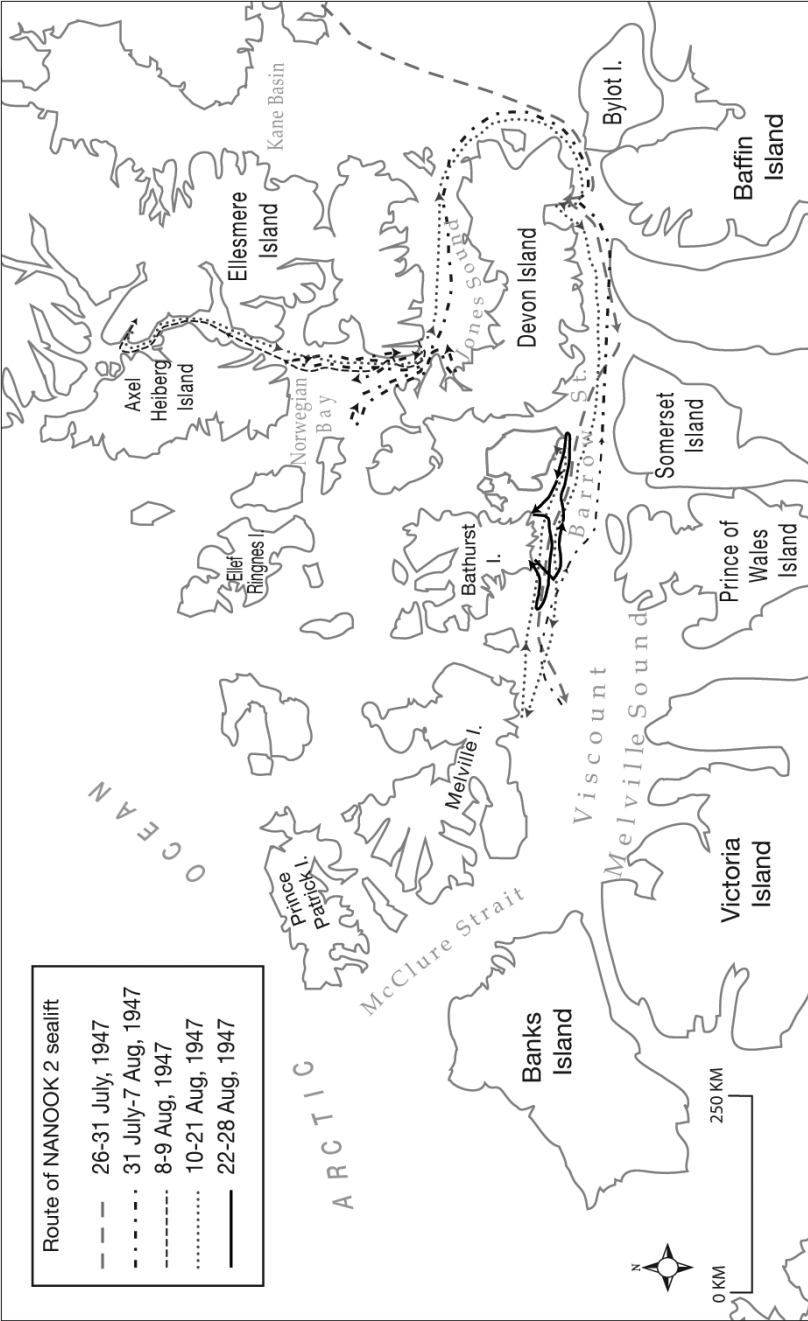 Route of NANOOK 2 sealift
26-31 July, 1947
31 July-7 Aug, 1947
8-9 Aug, 1947
10-21 Aug, 1947
22-28 Aug, 1947
ARCTIC
OCEAN
Kane Basin
Ellesmere
Island
Axel
Heiberg
Island
Norwegian
Bay
Ellef
Ringnes I.
Prince
Patrick I.
Melville I.
Bathurst
I.
Jones Sound
Devon Island
Bylot I.
Barrow St.
McClure Strait
Viscount
Melville Sound
Banks
Island
Victoria
Island
Prince of
Wales
Island
Somerset
Island
Baffin
Island
N
0 KM
250 KM